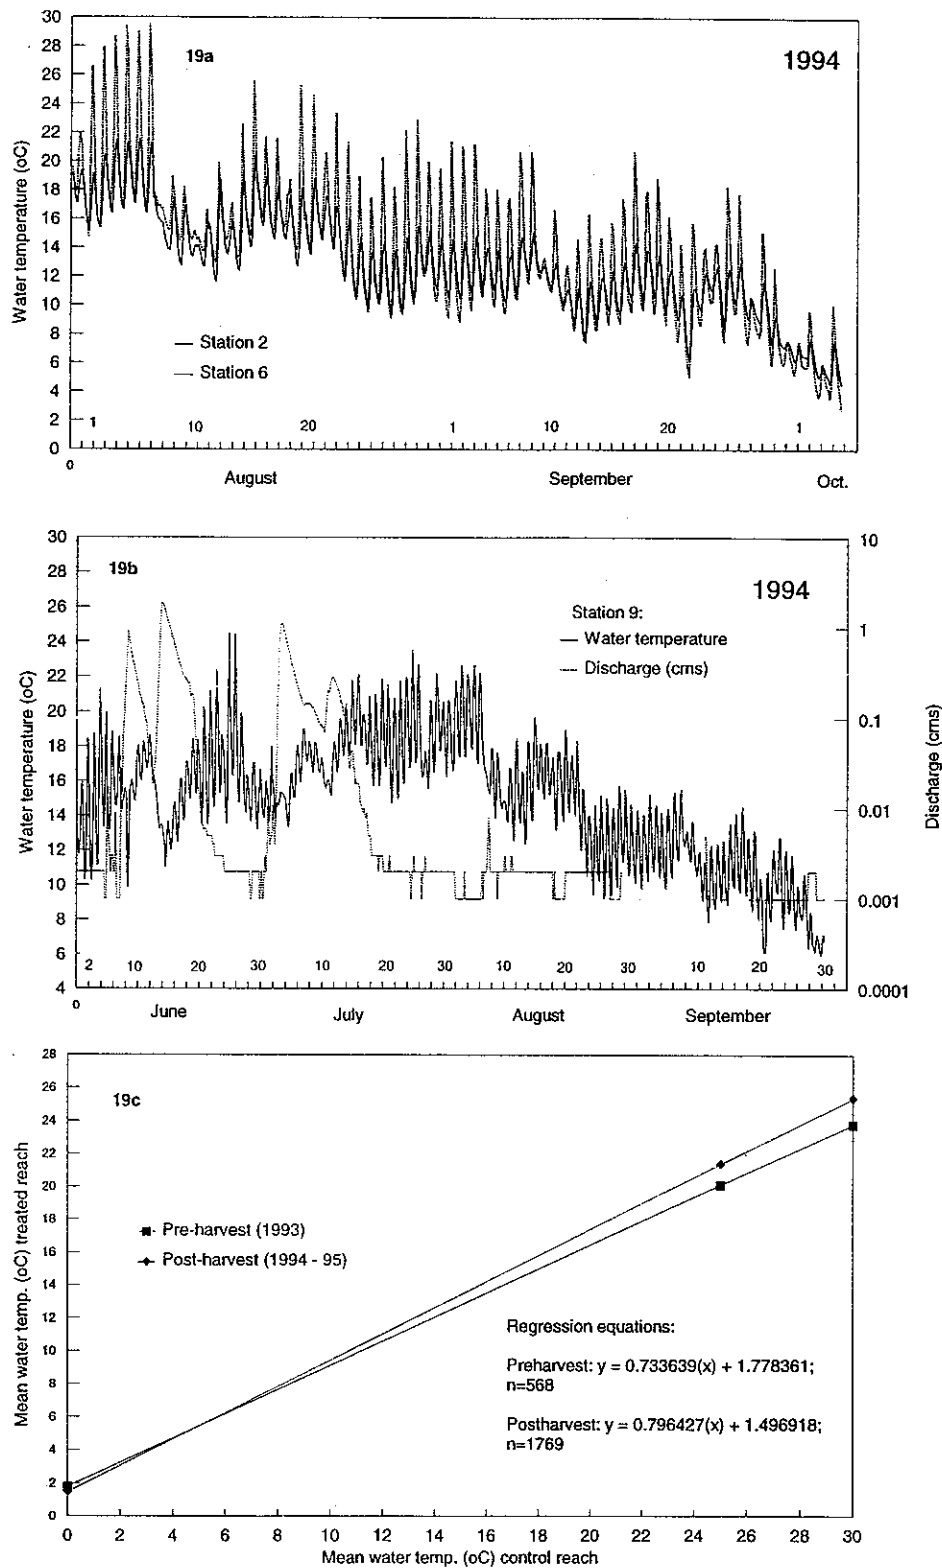 30
28
26
24
22
20
18
16
14
12
10
8
6
4
2
0
Water temperature (oC)
19a
1994
Station 2
Station 6
1 10 20 1 10 20 1
0
August September Oct.
30
28
26
24
22
20
18
16
14
12
10
8
6
4
Water temperature (oC)
19b
1994
Station 9:
Water temperature
Discharge (cms)
10
1
0.1
0.01
0.001
0.0001
Discharge (cms)
2 10 20 30 10 20 30 10 20 30 10 20 30
0
June July August September
28
26
24
22
20
18
16
14
12
10
8
6
4
2
0
Mean water temp. (oC) treated reach
19c
Pre-harvest (1993)
Post-harvest (1994 - 95)
Regression equations:
Preharvest: y = 0.733639(x) + 1.778361;
n=568
Postharvest: y = 0.796427(x) + 1.496918;
n=1769
0 2 4 6 8 10 12 14 16 18 20 22 24 26 28 30
Mean water temp. (oC) control reach